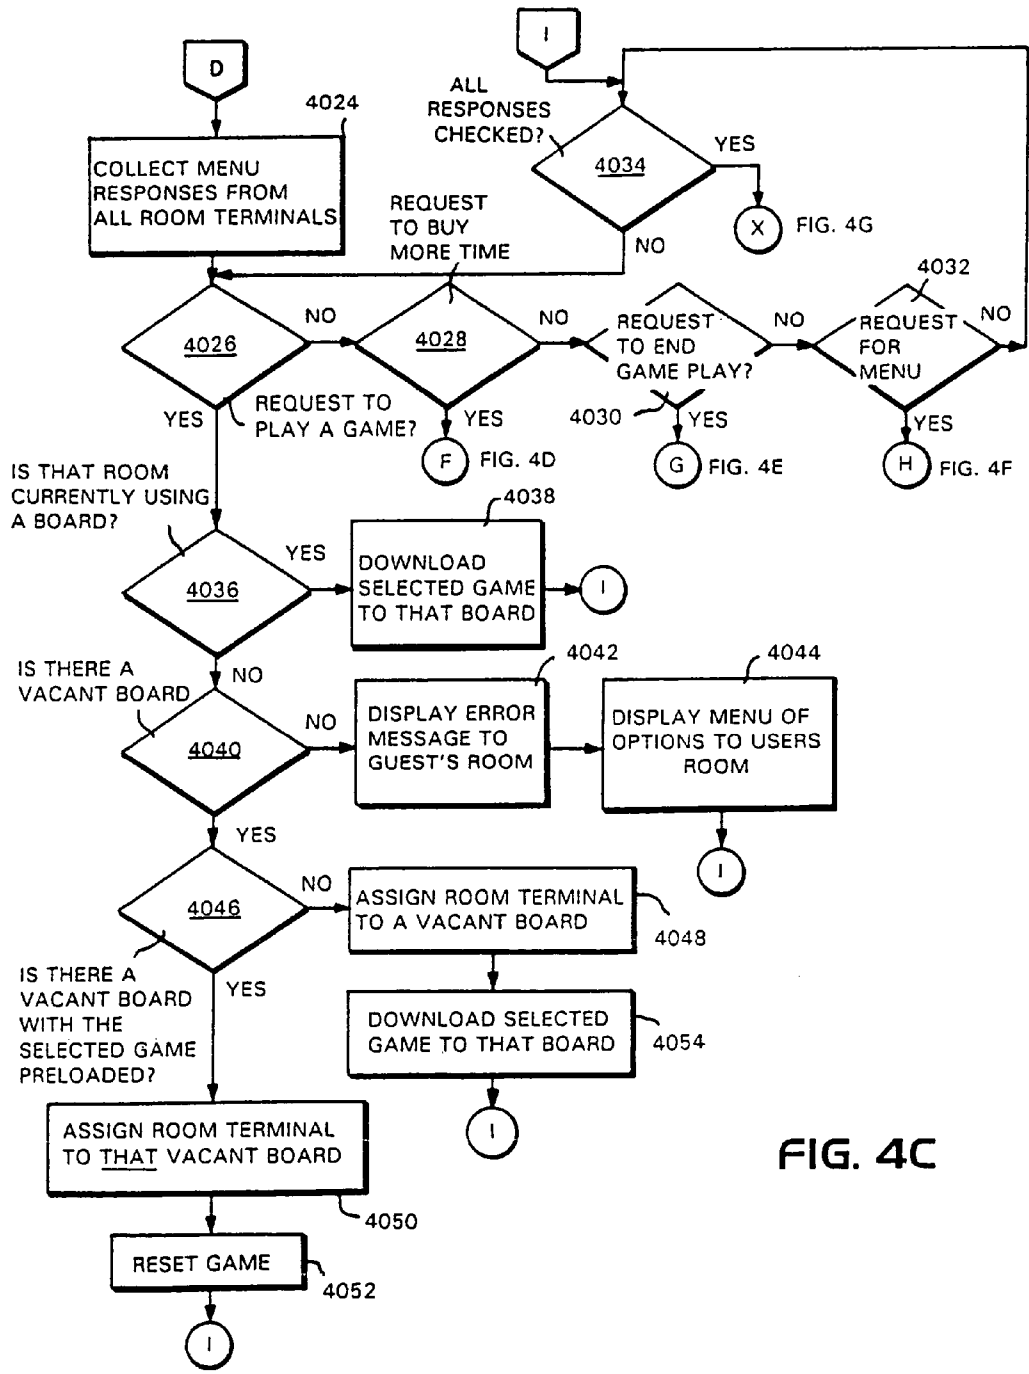 D
I
4024
COLLECT MENU
RESPONSES FROM
ALL ROOM TERMINALS
ALL
RESPONSES
CHECKED?
4034
YES
X
FIG. 4G
NO
REQUEST
TO BUY
MORE TIME
4026
NO
YES
REQUEST TO
PLAY A GAME?
4028
NO
YES
F
FIG. 4D
REQUEST
TO END
GAME PLAY?
4030
NO
YES
G
FIG. 4E
4032
REQUEST
FOR
MENU
NO
YES
H
FIG. 4F
IS THAT ROOM
CURRENTLY USING
A BOARD?
4036
YES
NO
4038
DOWNLOAD
SELECTED GAME
TO THAT BOARD
I
IS THERE A
VACANT BOARD
4040
NO
YES
4042
DISPLAY ERROR
MESSAGE TO
GUEST'S ROOM
4044
DISPLAY MENU OF
OPTIONS TO USERS
ROOM
I
4046
NO
YES
IS THERE A
VACANT BOARD
WITH THE
SELECTED GAME
PRELOADED?
ASSIGN ROOM TERMINAL
TO A VACANT BOARD
4048
DOWNLOAD SELECTED
GAME TO THAT BOARD
4054
I
ASSIGN ROOM TERMINAL
TO THAT VACANT BOARD
4050
RESET GAME
4052
I
FIG. 4C